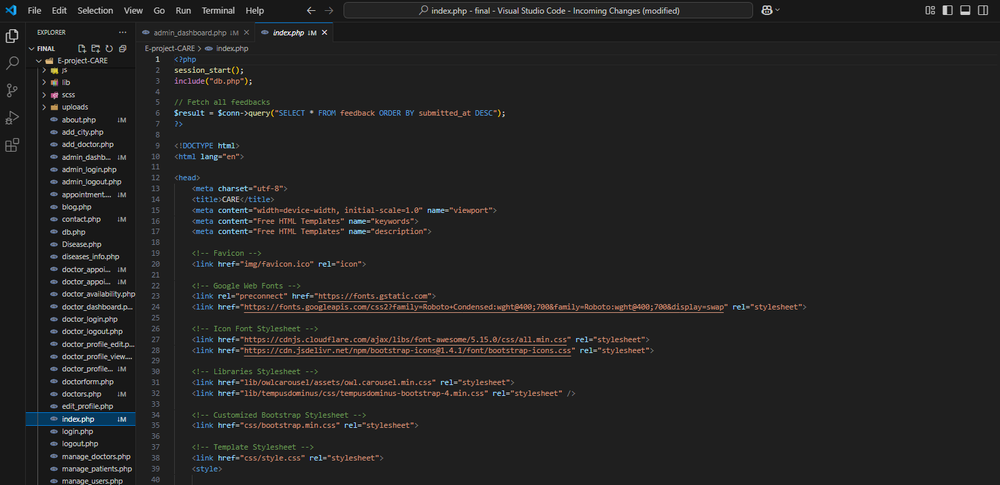 File Edit Selection View Go Run Terminal Help
index.php - final - Visual Studio Code - Incoming Changes (modified)
EXPLORER
FINAL
E-project-CARE
js
lib
scss
uploads
about.php ↓M
add_city.php
add_doctor.php
admin_dashb... ↓M
admin_login.php
admin_logout.php
appointment.... ↓M
blog.php
contact.php ↓M
db.php
Disease.php
diseases_info.php
doctor_appoi... ↓M
doctor_appoi... ↓M
doctor_availability.php
doctor_dashboard.p...
doctor_login.php
doctor_logout.php
doctor_profile_edit.p...
doctor_profile_view....
doctor_profile... ↓M
doctorform.php
doctors.php ↓M
edit_profile.php
index.php ↓M
login.php
logout.php
manage_doctors.php
manage_patients.php
manage_users.php
admin_dashboard.php ↓M
index.php ↓M
E-project-CARE > index.php
1 <?php
2 session_start();
3 include("db.php");
4
5 // Fetch all feedbacks
6 $result = $conn->query("SELECT * FROM feedback ORDER BY submitted_at DESC");
7 ?>
8
9 <!DOCTYPE html>
10 <html lang="en">
11
12 <head>
13 <meta charset="utf-8">
14 <title>CARE</title>
15 <meta content="width=device-width, initial-scale=1.0" name="viewport">
16 <meta content="Free HTML Templates" name="keywords">
17 <meta content="Free HTML Templates" name="description">
18
19 <!-- Favicon -->
20 <link href="img/favicon.ico" rel="icon">
21
22 <!-- Google Web Fonts -->
23 <link rel="preconnect" href="https://fonts.gstatic.com">
24 <link href="https://fonts.googleapis.com/css2?family=Roboto+Condensed:wght@400;700&family=Roboto:wght@400;700&display=swap" rel="stylesheet">
25
26 <!-- Icon Font Stylesheet -->
27 <link href="https://cdnjs.cloudflare.com/ajax/libs/font-awesome/5.15.0/css/all.min.css" rel="stylesheet">
28 <link href="https://cdn.jsdelivr.net/npm/bootstrap-icons@1.4.1/font/bootstrap-icons.css" rel="stylesheet">
29
30 <!-- Libraries Stylesheet -->
31 <link href="lib/owlcarousel/assets/owl.carousel.min.css" rel="stylesheet">
32 <link href="lib/tempusdominus/css/tempusdominus-bootstrap-4.min.css" rel="stylesheet" />
33
34 <!-- Customized Bootstrap Stylesheet -->
35 <link href="css/bootstrap.min.css" rel="stylesheet">
36
37 <!-- Template Stylesheet -->
38 <link href="css/style.css" rel="stylesheet">
39 <style>
40